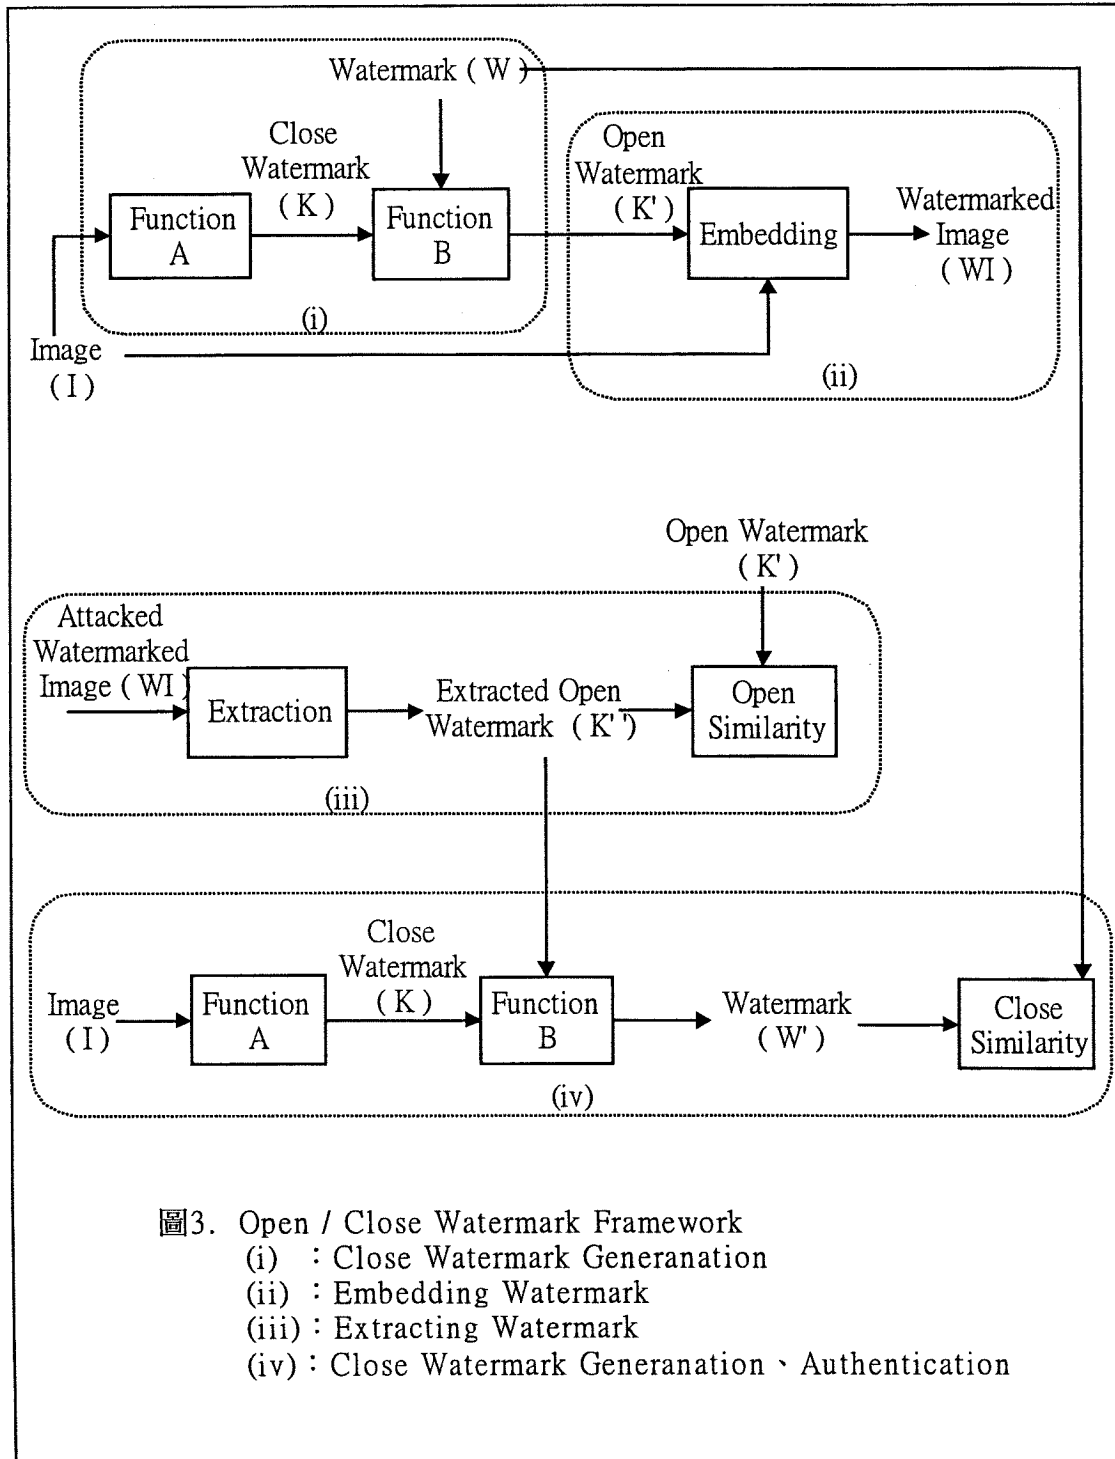 Watermark ( W )
Close
Watermark
( K )
Function
A
Function
B
(i)
Image
( I )
Open
Watermark
(K')
Embedding
Watermarked
Image
(WI)
(ii)
Open Watermark
( K' )
Attacked
Watermarked
Image ( WI )
Extraction
Extracted Open
Watermark ( K'' )
Open
Similarity
(iii)
Close
Watermark
( K )
Image
( I )
Function
A
Function
B
Watermark
( W' )
Close
Similarity
(iv)
圖3. Open / Close Watermark Framework
(i) ：Close Watermark Generanation
(ii) ：Embedding Watermark
(iii)：Extracting Watermark
(iv)：Close Watermark Generanation、Authentication